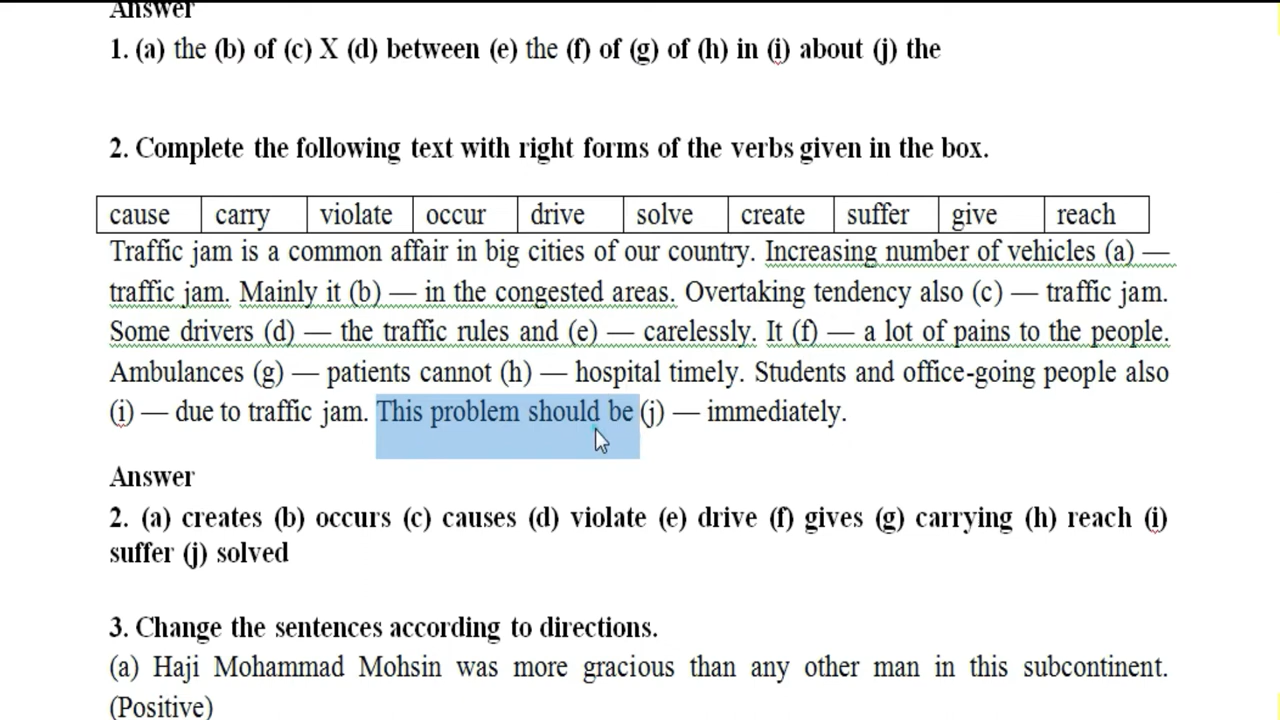 Answer
1. (a) the (b) of (c) X (d) between (e) the (f) of (g) of (h) in (i) about (j) the
2. Complete the following text with right forms of the verbs given in the box.
cause carry violate occur drive solve create suffer give reach
Traffic jam is a common affair in big cities of our country. Increasing number of vehicles (a) —
traffic jam. Mainly it (b) — in the congested areas. Overtaking tendency also (c) — traffic jam.
Some drivers (d) — the traffic rules and (e) — carelessly. It (f) — a lot of pains to the people.
Ambulances (g) — patients cannot (h) — hospital timely. Students and office-going people also
(i) — due to traffic jam. This problem should be (j) — immediately.
Answer
2. (a) creates (b) occurs (c) causes (d) violate (e) drive (f) gives (g) carrying (h) reach (i)
suffer (j) solved
3. Change the sentences according to directions.
(a) Haji Mohammad Mohsin was more gracious than any other man in this subcontinent.
(Positive)